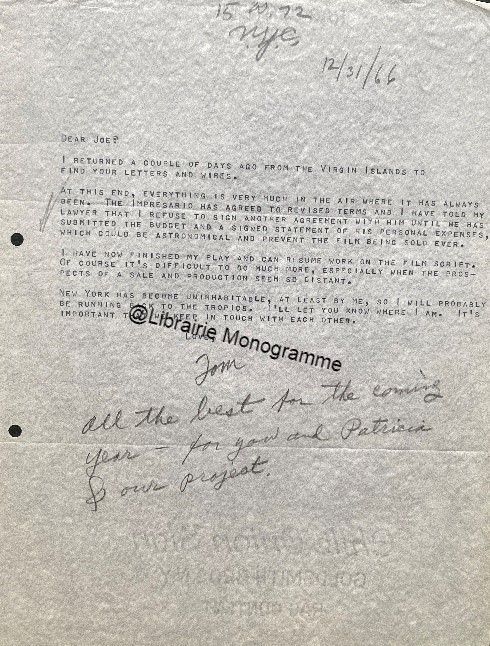 15 W. 72
N.Y.C.
12/31/66
DEAR JOE?
I RETURNED A COUPLE OF DAYS AGO FROM THE VIRGIN ISLANDS TO
FIND YOUR LETTERS AND WIRES.
AT THIS END, EVERYTHING IS VERY MUCH IN THE AIR WHERE IT HAS ALWAYS
BEEN. THE IMPRESARIO HAS AGREED TO REVISED TERMS AND I HAVE TOLD MY
LAWYER THAT I REFUSE TO SIGN ANOTHER AGREEMENT WITH HIM UNTIL HE HAS
SUBMITTED THE BUDGET AND A SIGNED STATEMENT OF HIS PERSONAL EXPENSES,
WHICH COULD BE ASTRONOMICAL AND PREVENT THE FILM BEING SOLD EVER.
I HAVE NOW FINISHED MY PLAY AND CAN RESUME WORK ON THE FILM SCRIPT.
OF COURSE IT'S DIFFICULT TO DO MUCH MORE, ESPECIALLY WHEN THE PROS-
PECTS OF A SALE AND PRODUCTION SEEM SO DISTANT.
NEW YORK HAS BECOME UNINHABITABLE, AT LEAST BY ME, SO I WILL PROBABLY
BE RUNNING BACK TO THE TROPICS. I'LL LET YOU KNOW WHERE I AM. IT'S
IMPORTANT KEEP IN TOUCH WITH EACH OTHER.
LOVE,
@Librairie Monogramme
Tom
all the best for the coming
year — for you and Patricia
& our project.